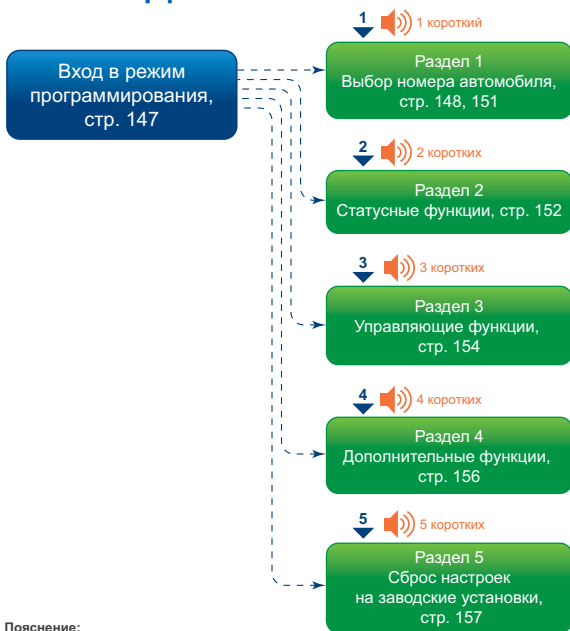 1 1 короткий
Вход в режим
программирования,
стр. 147
Раздел 1
Выбор номера автомобиля,
стр. 148, 151
2 2 коротких
Раздел 2
Статусные функции, стр. 152
3 3 коротких
Раздел 3
Управляющие функции,
стр. 154
4 4 коротких
Раздел 4
Дополнительные функции,
стр. 156
5 5 коротких
Раздел 5
Сброс настроек
на заводские установки,
стр. 157
Пояснение: